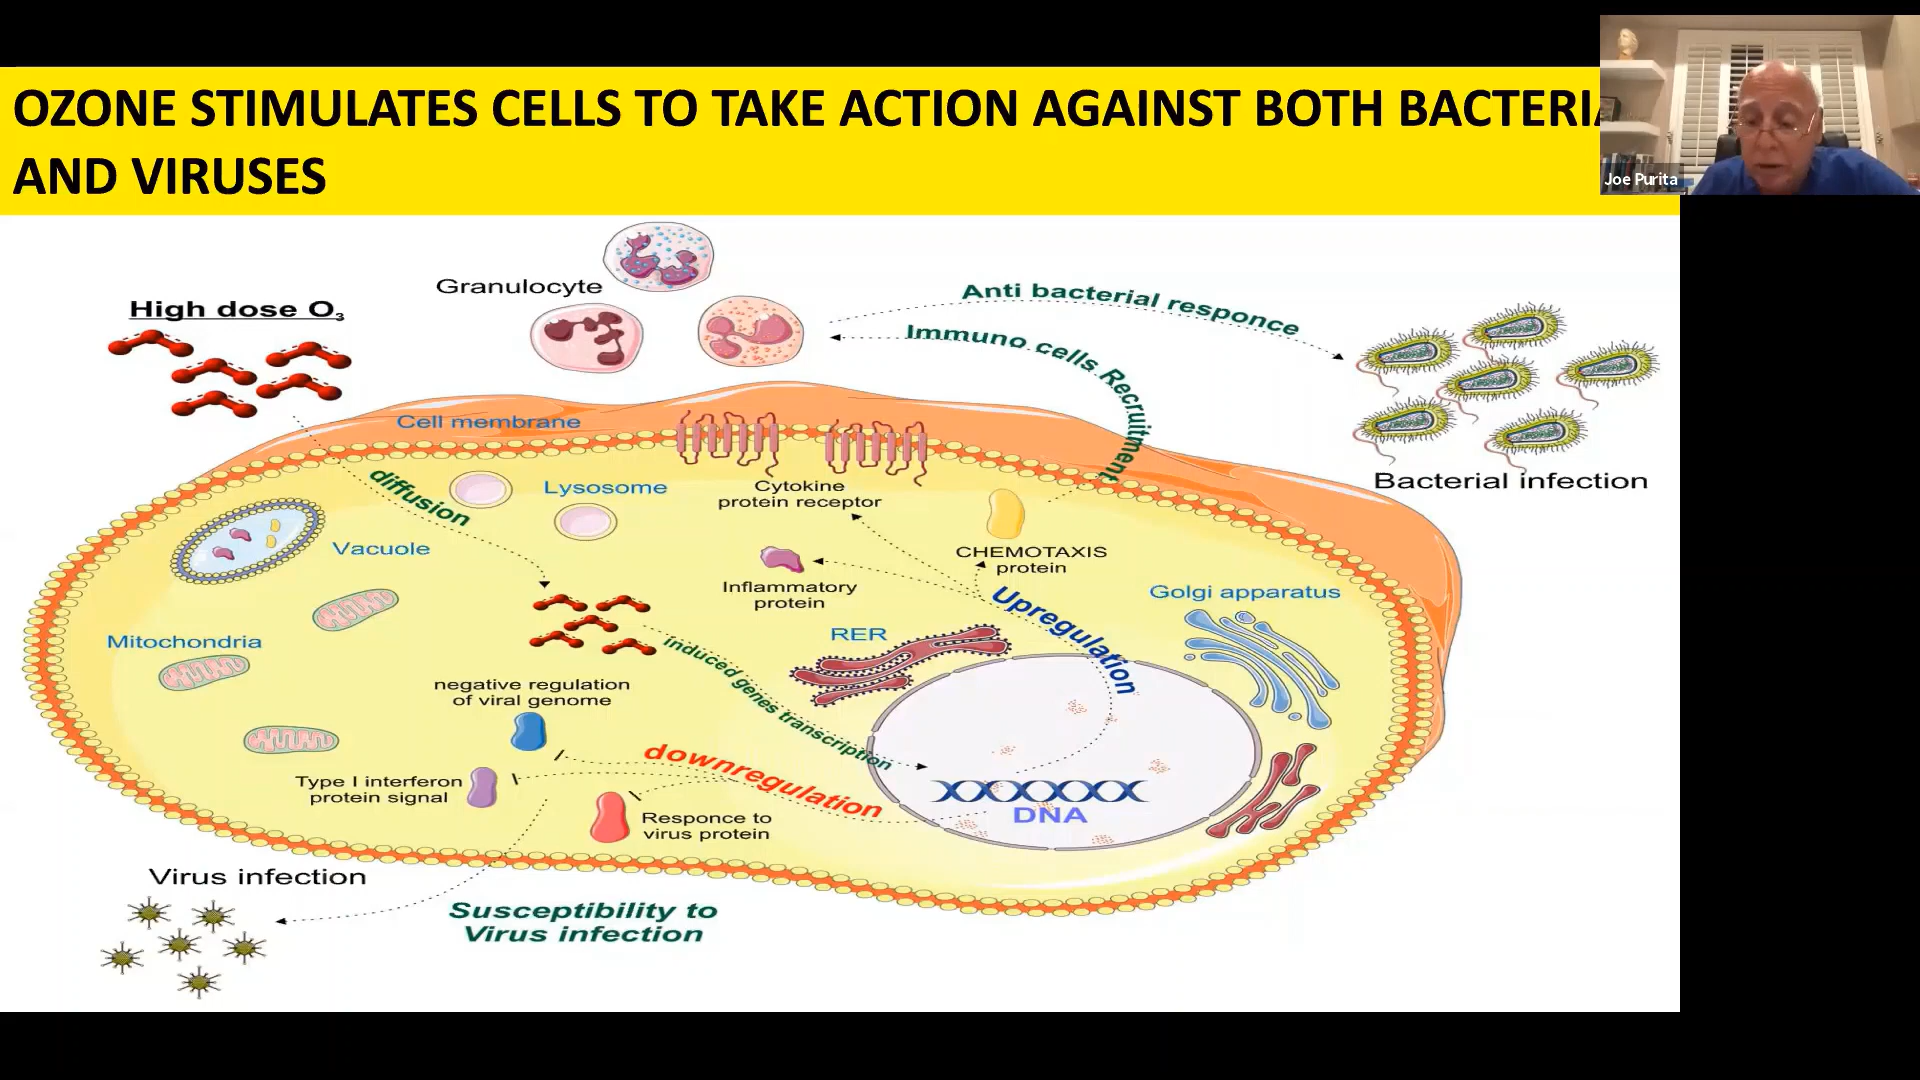 OZONE STIMULATES CELLS TO TAKE ACTION AGAINST BOTH BACTERIA
AND VIRUSES
Joe Purita
Granulocyte
High dose O₃
Anti bacterial responce
Immuno cells Recruitment
Bacterial infection
Cell membrane
diffusion
Lysosome
Cytokine
protein receptor
Vacuole
CHEMOTAXIS
protein
Inflammatory
protein
Upregulation
Golgi apparatus
Mitochondria
RER
induced genes transcription
negative regulation
of viral genome
downregulation
Type I interferon
protein signal
Responce to
virus protein
DNA
Virus infection
Susceptibility to
Virus infection